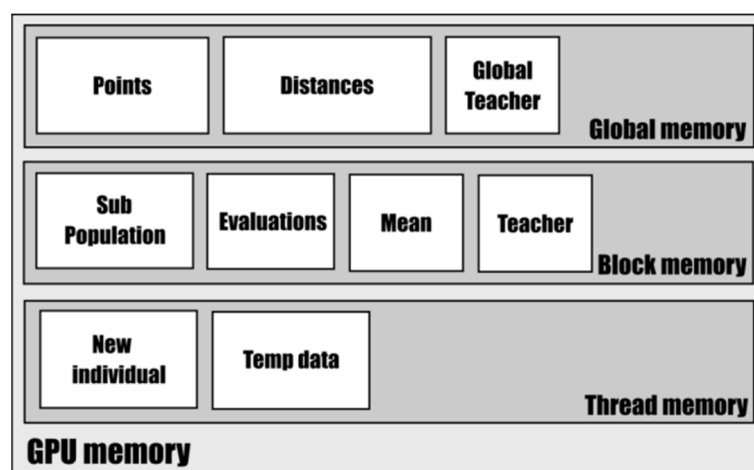 Points
Distances
Global
Teacher
Global memory
Sub
Population
Evaluations
Mean
Teacher
Block memory
New
individual
Temp data
Thread memory
GPU memory